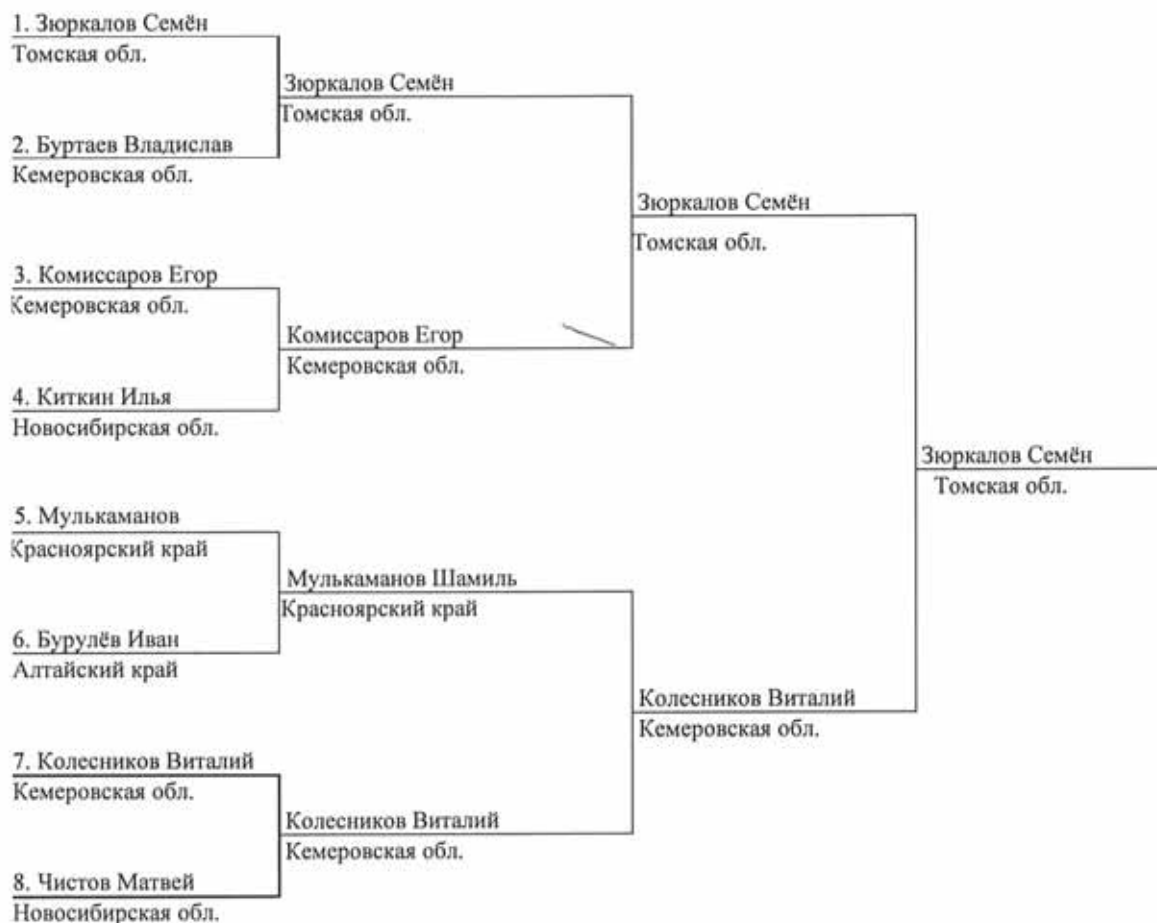 1. Зюркалов Семён
Томская обл.
Зюркалов Семён
Томская обл.
2. Буртаев Владислав
Кемеровская обл.
Зюркалов Семён
Томская обл.
3. Комиссаров Егор
Кемеровская обл.
Комиссаров Егор
Кемеровская обл.
4. Киткин Илья
Новосибирская обл.
Зюркалов Семён
Томская обл.
5. Мулькаманов
Красноярский край
Мулькаманов Шамиль
Красноярский край
6. Бурулёв Иван
Алтайский край
Колесников Виталий
Кемеровская обл.
7. Колесников Виталий
Кемеровская обл.
Колесников Виталий
Кемеровская обл.
8. Чистов Матвей
Новосибирская обл.